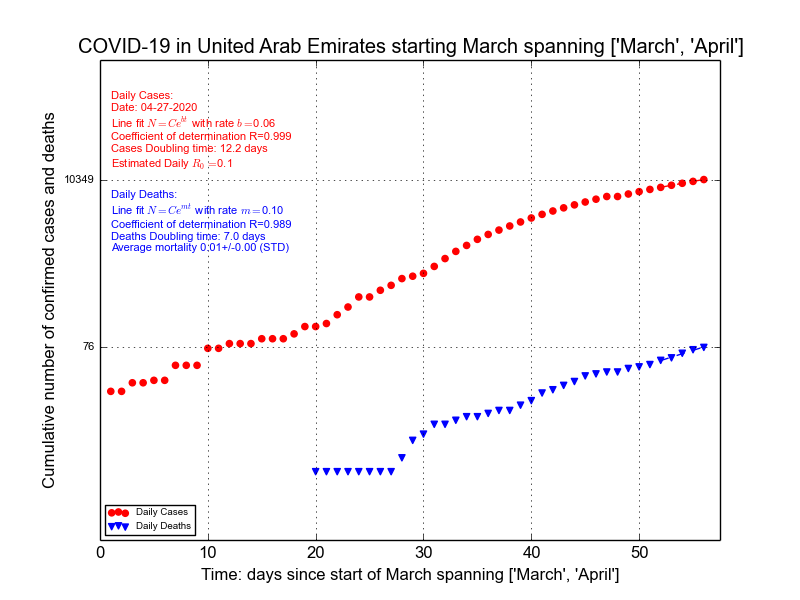 COVID-19 in United Arab Emirates starting March spanning ['March', 'April']
Daily Cases:
Date: 04-27-2020
Line fit N=Ce^{bt} with rate b=0.06
Coefficient of determination R=0.999
Cases Doubling time: 12.2 days
Estimated Daily R_0=0.1
Daily Deaths:
Line fit N=Ce^{mt} with rate m=0.10
Coefficient of determination R=0.989
Deaths Doubling time: 7.0 days
Average mortality 0.01+/-0.00 (STD)
10349
76
Cumulative number of confirmed cases and deaths
Daily Cases
Daily Deaths
0 10 20 30 40 50
Time: days since start of March spanning ['March', 'April']